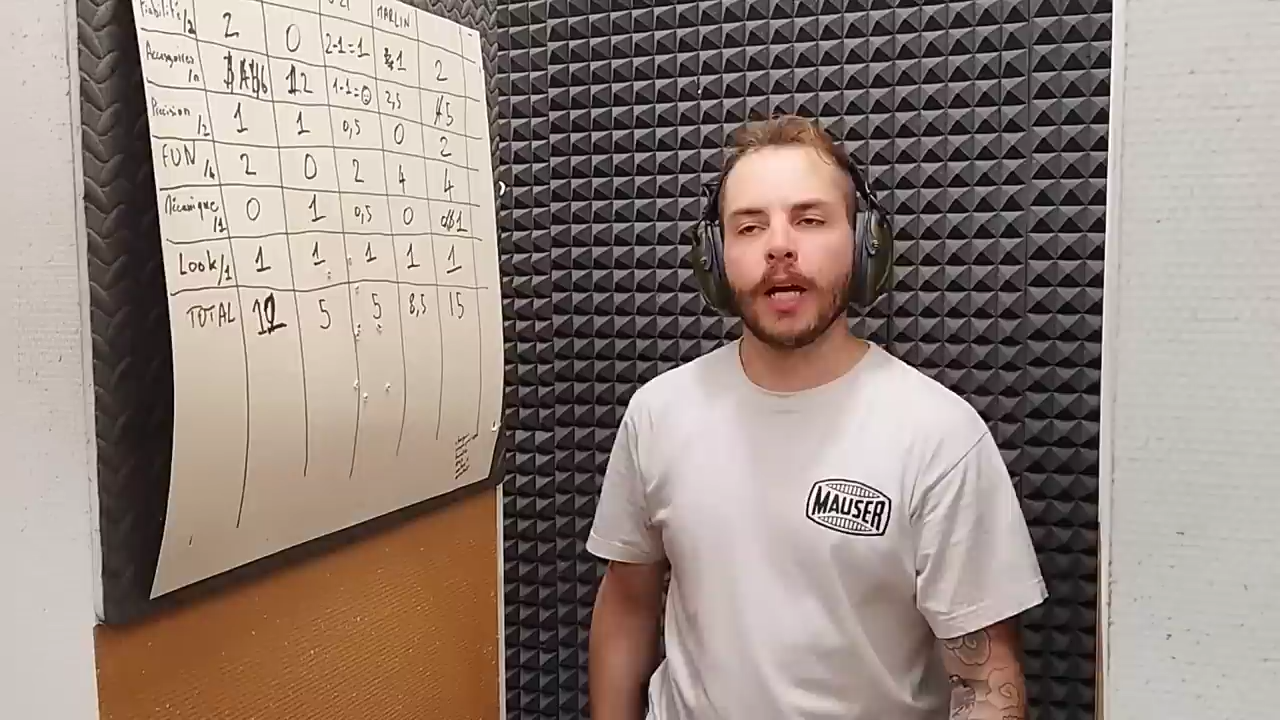 Fiabilité/2 2 0 2-1=1 1 2
MARLIN
Accessoires 12 1-1=0 2,5 5
Précision /2 1 1 0,5 0 2
FUN/4 2 0 2 4 4
Mécanique /1 0 1 0,5 0 1
Look/1 1 1 1 1 1
TOTAL 12 5 5 8,5 15
MAUSER